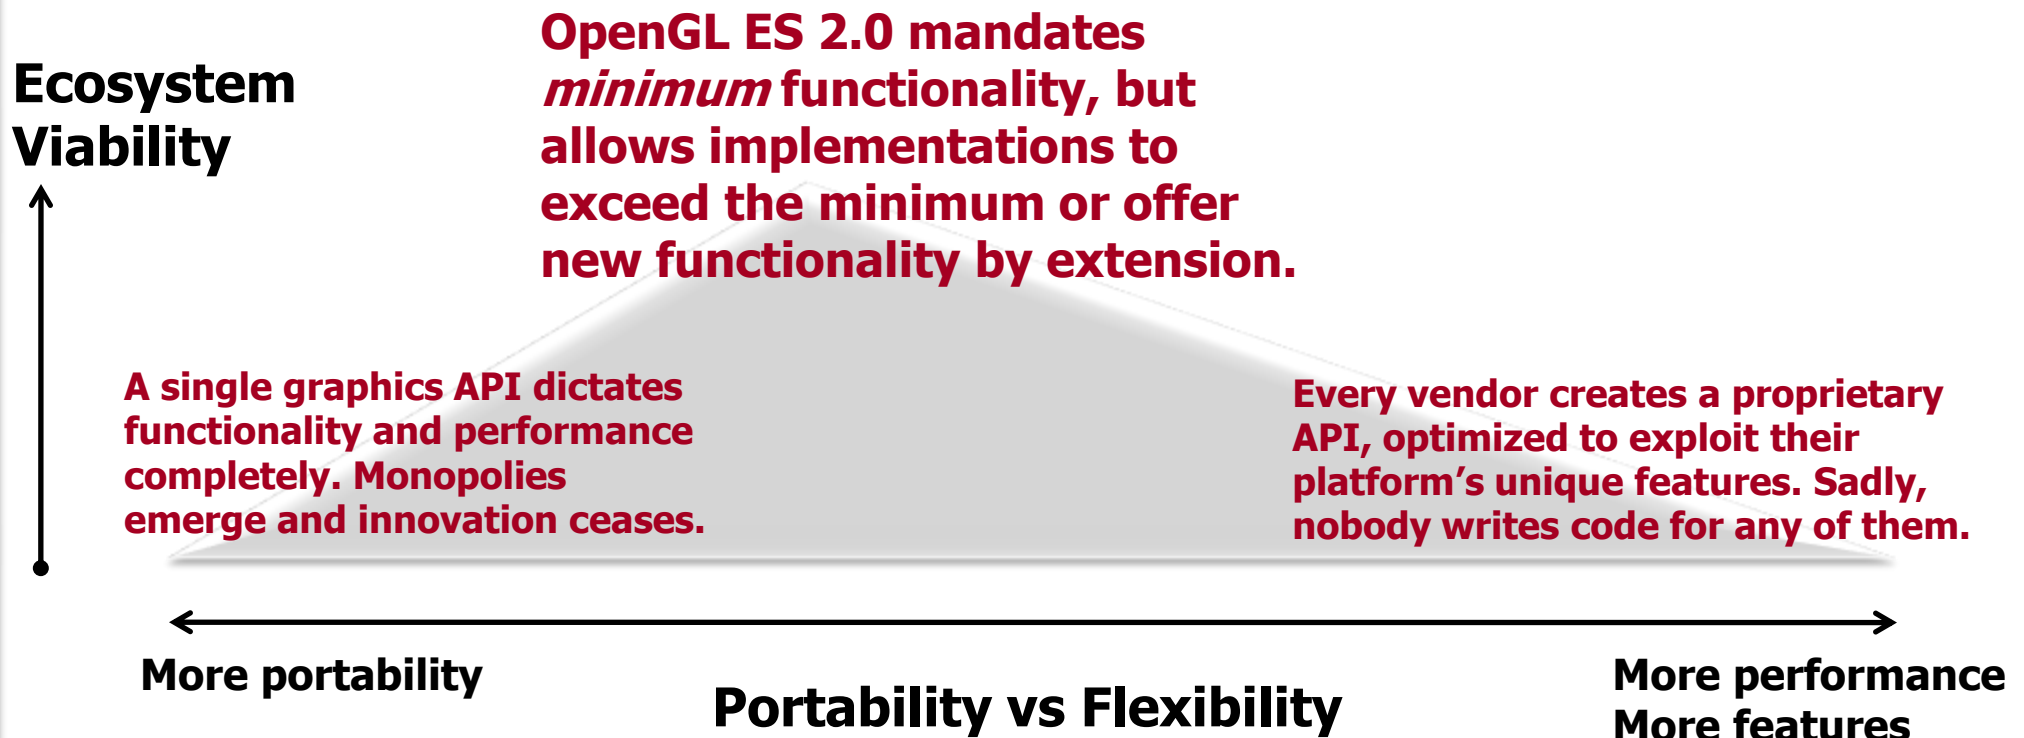 OpenGL ES 2.0 mandates
minimum functionality, but
allows implementations to
exceed the minimum or offer
new functionality by extension.
Ecosystem
Viability
A single graphics API dictates
functionality and performance
completely. Monopolies
emerge and innovation ceases.
Every vendor creates a proprietary
API, optimized to exploit their
platform’s unique features. Sadly,
nobody writes code for any of them.
More portability
Portability vs Flexibility
More performance
More features